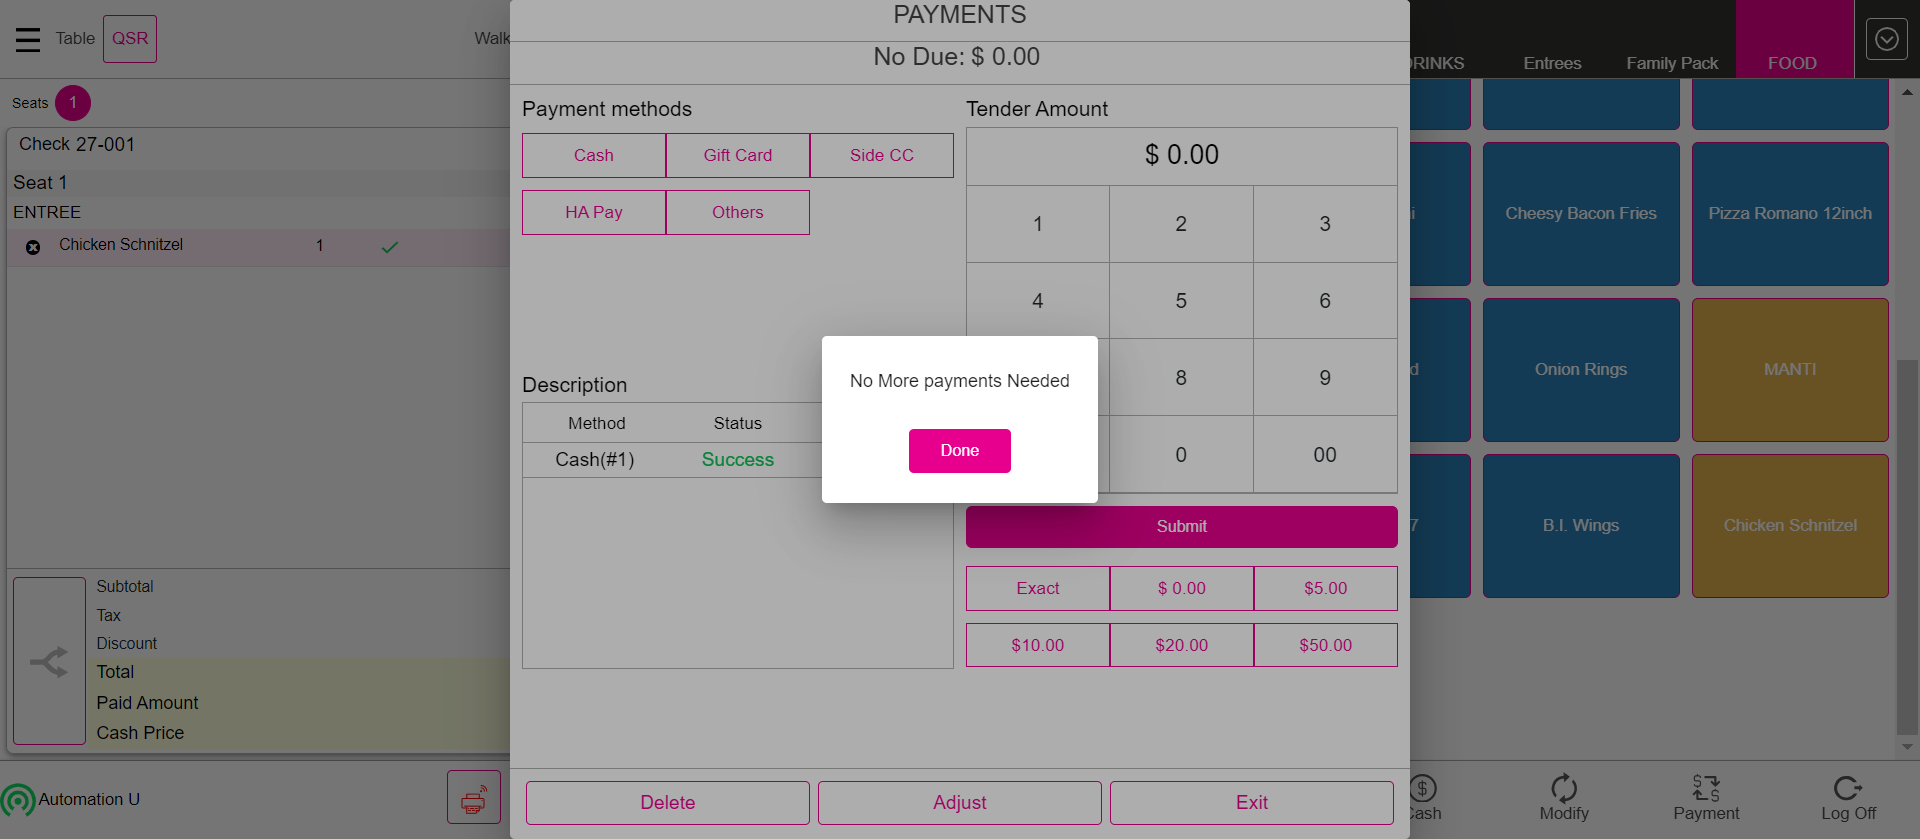 Table
QSR
Walk
Seats
1
Check 27-001
Seat 1
ENTREE
Chicken Schnitzel
1
Subtotal
Tax
Discount
Total
Paid Amount
Cash Price
Automation U
PAYMENTS
No Due: $ 0.00
Payment methods
Cash
Gift Card
Side CC
HA Pay
Others
Description
Method
Status
Cash(#1)
Success
Tender Amount
$ 0.00
1
2
3
4
5
6
8
9
0
00
No More payments Needed
Done
Submit
Exact
$ 0.00
$5.00
$10.00
$20.00
$50.00
Delete
Adjust
Exit
DRINKS
Entrees
Family Pack
FOOD
Cheesy Bacon Fries
Pizza Romano 12inch
Onion Rings
MANTI
7
B.I. Wings
Chicken Schnitzel
Cash
Modify
Payment
Log Off